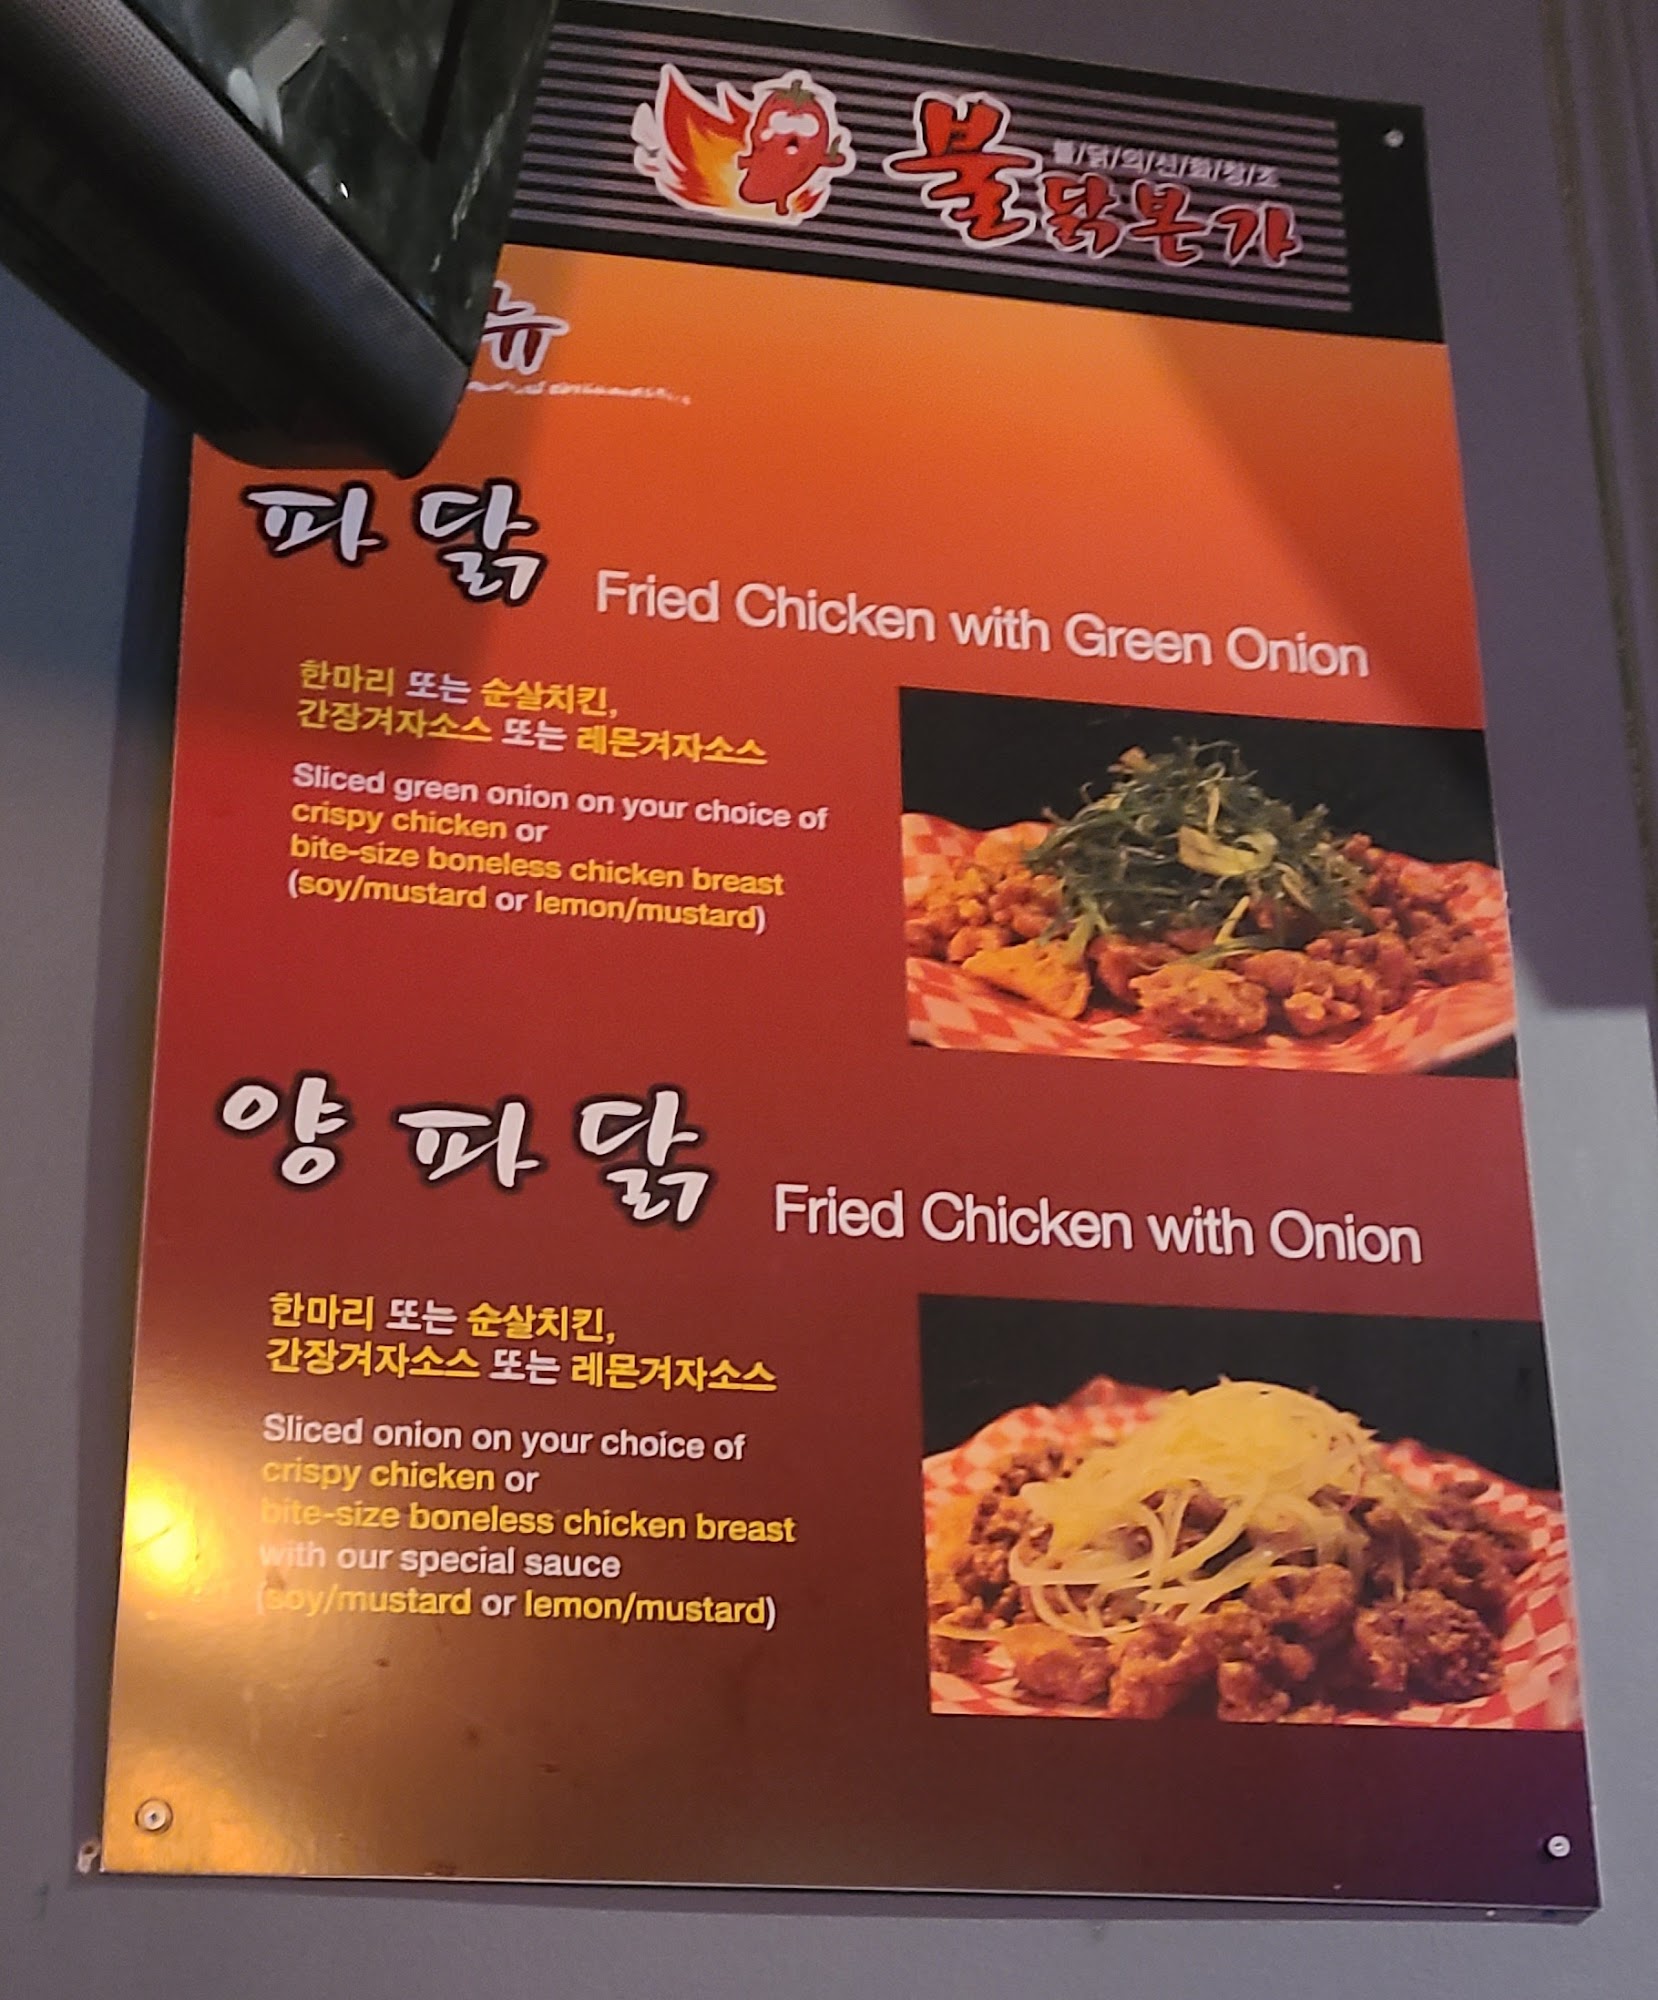 불/닭/의/신/화/창/조
불닭본가
뉴
파닭
Fried Chicken with Green Onion
한마리 또는 순살치킨,
간장겨자소스 또는 레몬겨자소스
Sliced green onion on your choice of
crispy chicken or
bite-size boneless chicken breast
(soy/mustard or lemon/mustard)
양파닭
Fried Chicken with Onion
한마리 또는 순살치킨,
간장겨자소스 또는 레몬겨자소스
Sliced onion on your choice of
crispy chicken or
bite-size boneless chicken breast
with our special sauce
(soy/mustard or lemon/mustard)